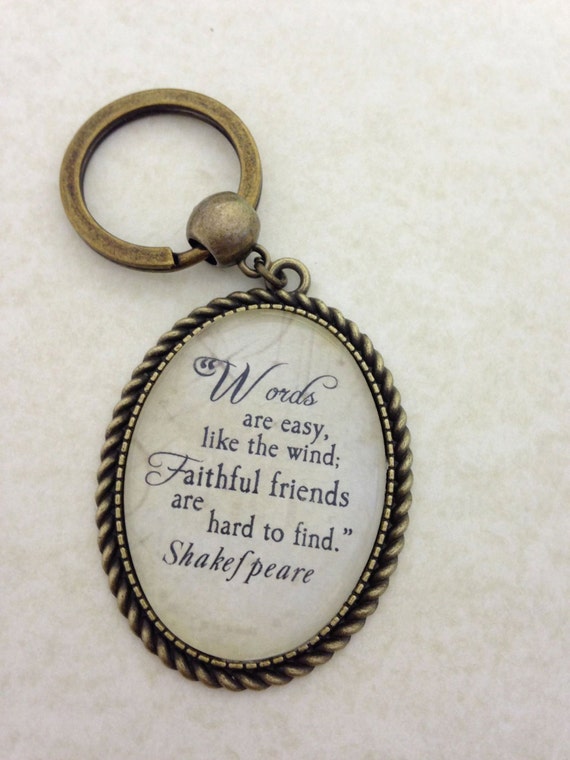 “Words
are easy,
like the wind;
Faithful friends
are
hard to find.”
Shakeſpeare